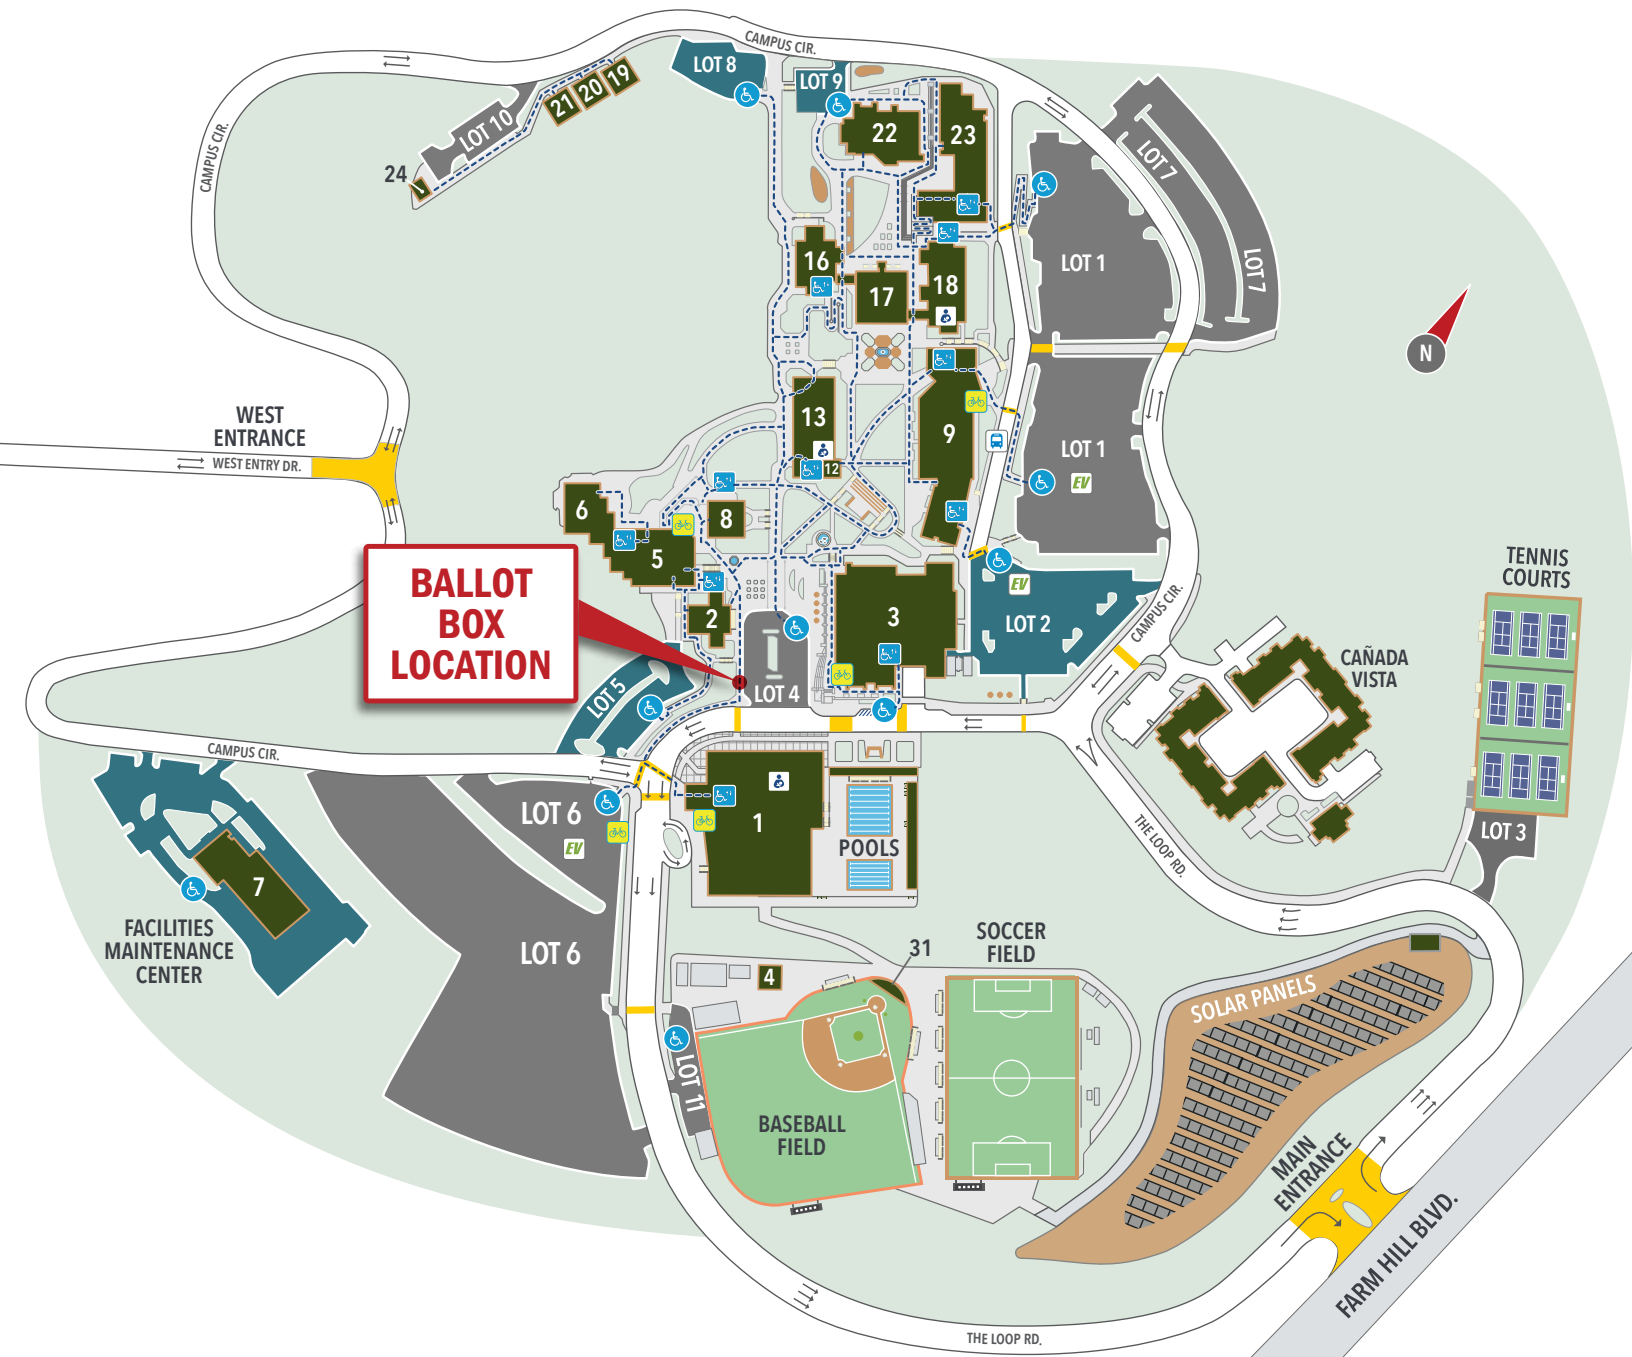 CAMPUS CIR.
LOT 8
LOT 9
21
20
19
LOT 10
24
CAMPUS CIR.
22
23
LOT 7
LOT 7
LOT 1
16
17
18
N
WEST
ENTRANCE
WEST ENTRY DR.
13
12
9
LOT 1
EV
6
5
8
BALLOT
BOX
LOCATION
2
3
EV
LOT 2
CAMPUS CIR.
TENNIS
COURTS
CAÑADA
VISTA
LOT 5
LOT 4
CAMPUS CIR.
LOT 6
EV
1
POOLS
THE LOOP RD.
LOT 3
7
FACILITIES
MAINTENANCE
CENTER
LOT 6
4
31
SOCCER
FIELD
SOLAR PANELS
LOT 11
BASEBALL
FIELD
MAIN
ENTRANCE
FARM HILL BLVD.
THE LOOP RD.